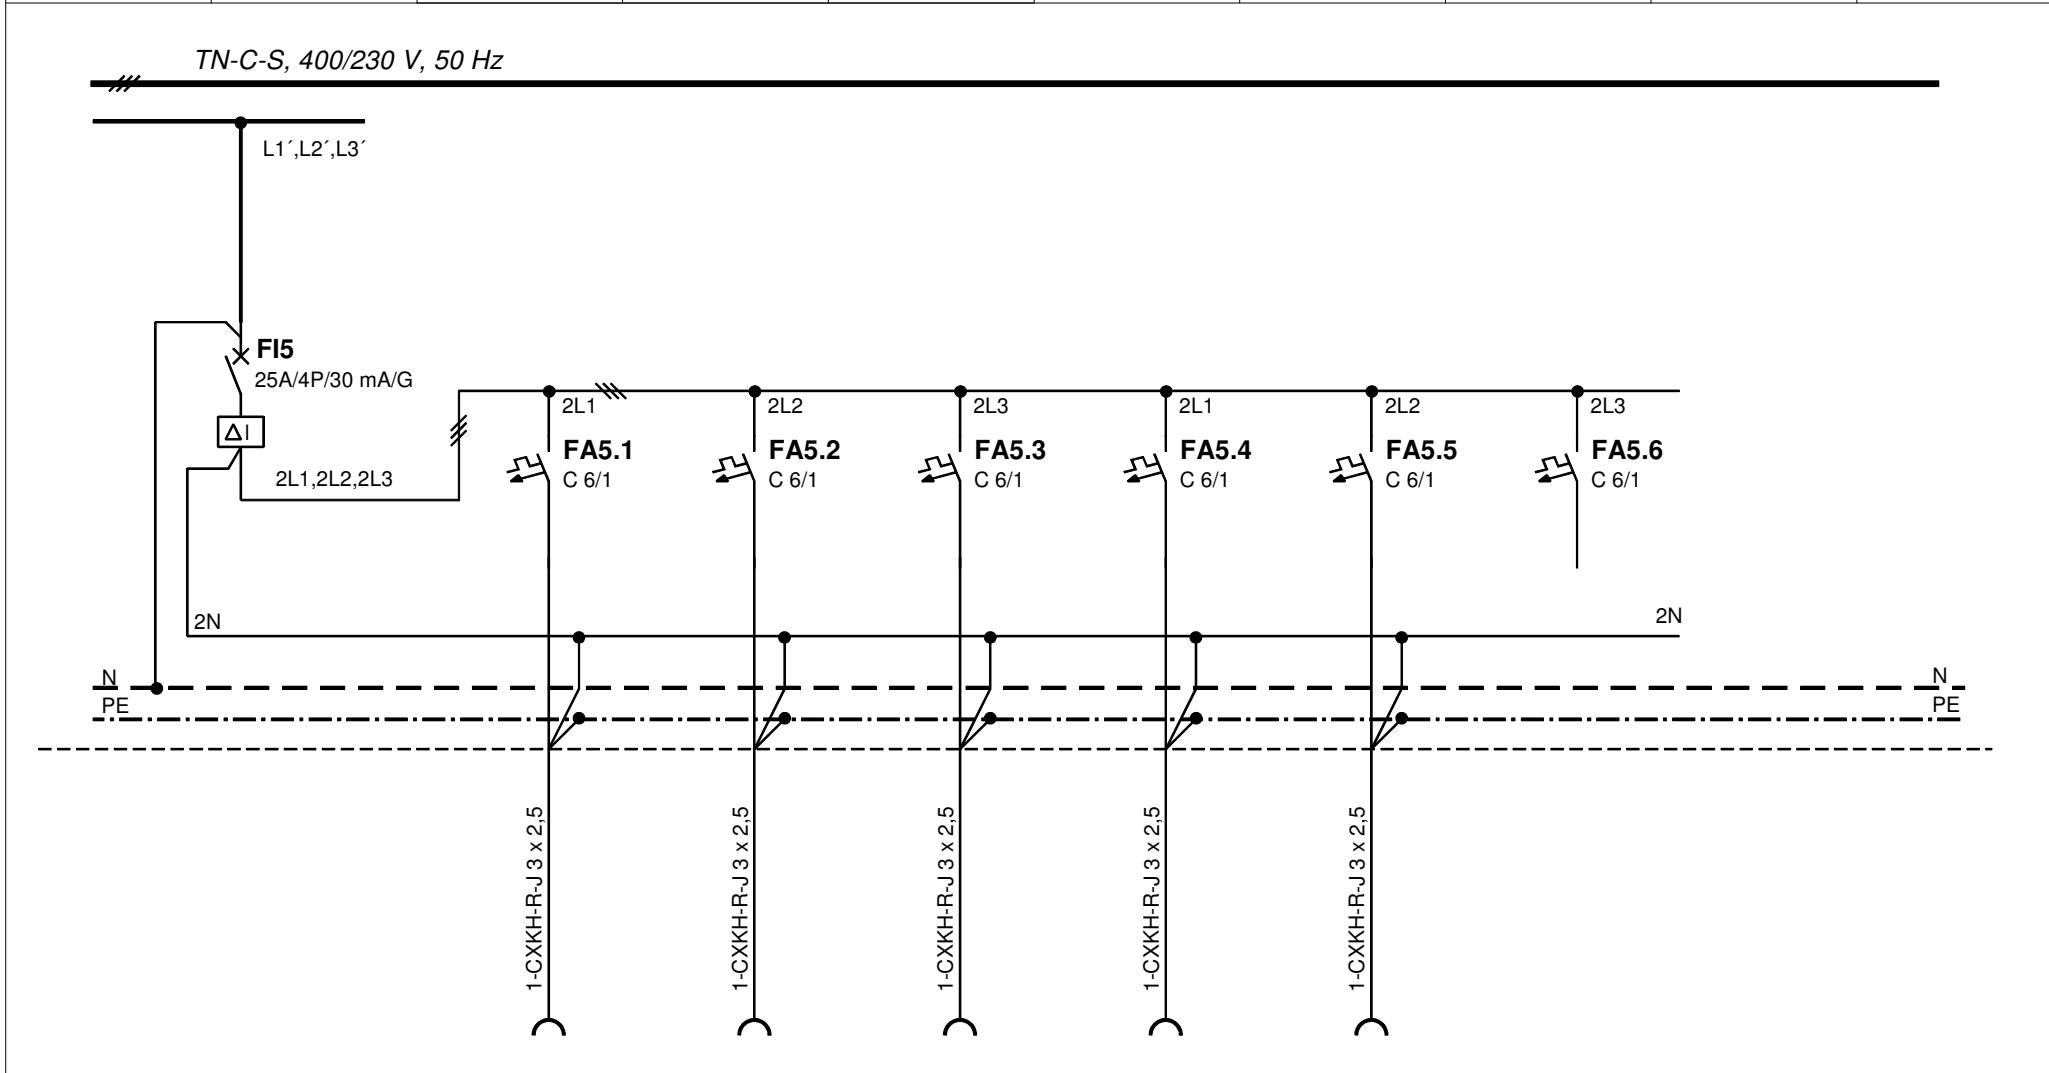 TN-C-S, 400/230 V, 50 Hz
L1´,L2´,L3´
FI5
25A/4P/30 mA/G
ΔI
2L1,2L2,2L3
2L1
FA5.1
C 6/1
2L2
FA5.2
C 6/1
2L3
FA5.3
C 6/1
2L1
FA5.4
C 6/1
2L2
FA5.5
C 6/1
2L3
FA5.6
C 6/1
2N
2N
N
N
PE
PE
1-CXKH-R-J 3 x 2,5
1-CXKH-R-J 3 x 2,5
1-CXKH-R-J 3 x 2,5
1-CXKH-R-J 3 x 2,5
1-CXKH-R-J 3 x 2,5